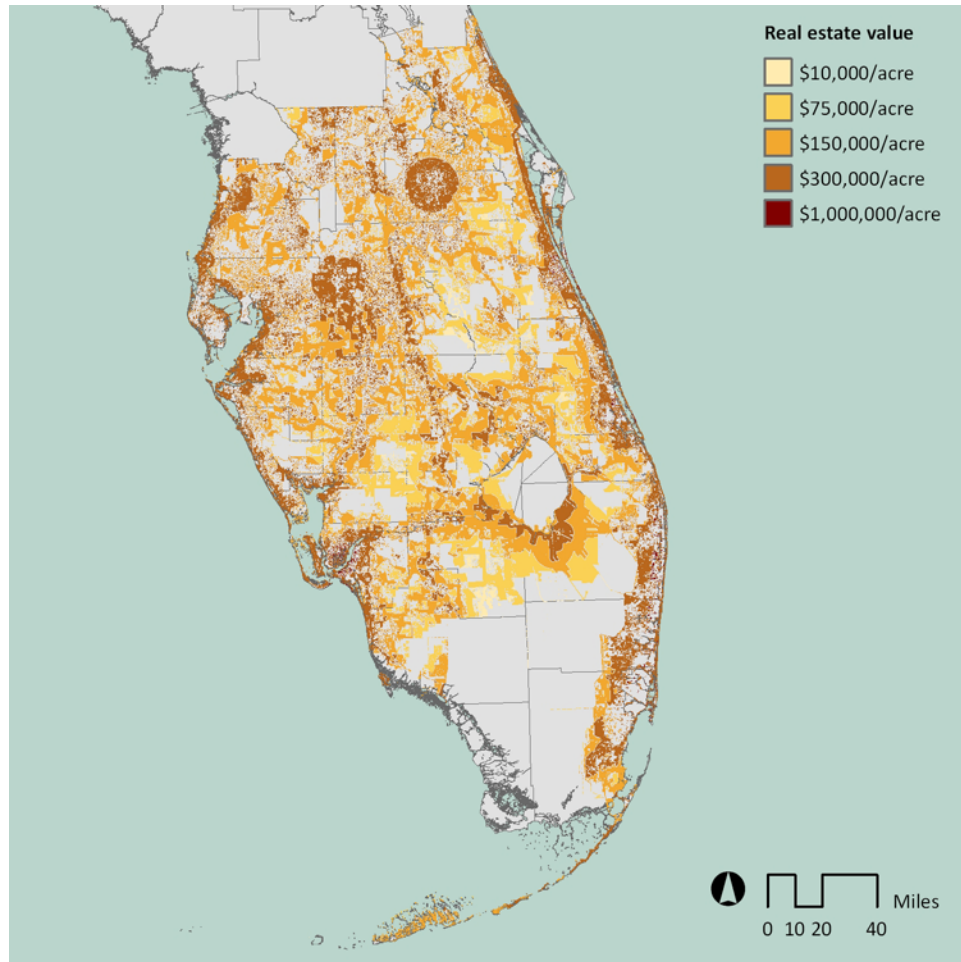 Real estate value
$10,000/acre
$75,000/acre
$150,000/acre
$300,000/acre
$1,000,000/acre
Miles
0 10 20 40